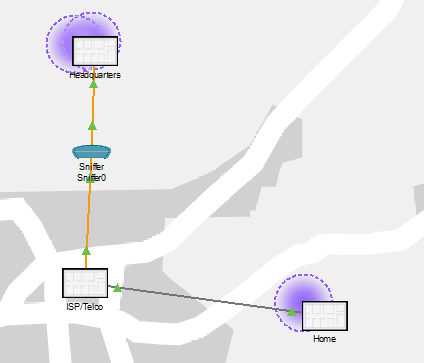 Headquarters
Sniffer
Sniffer0
ISP/Telco
Home